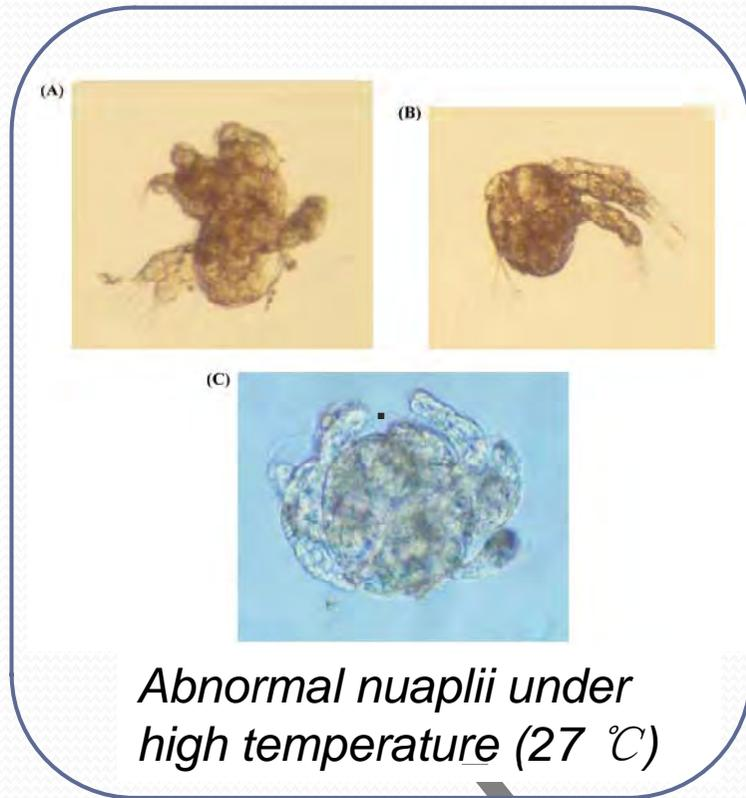 (A)
(B)
(C)
Abnormal nuaplii under
high temperature (27 ℃)